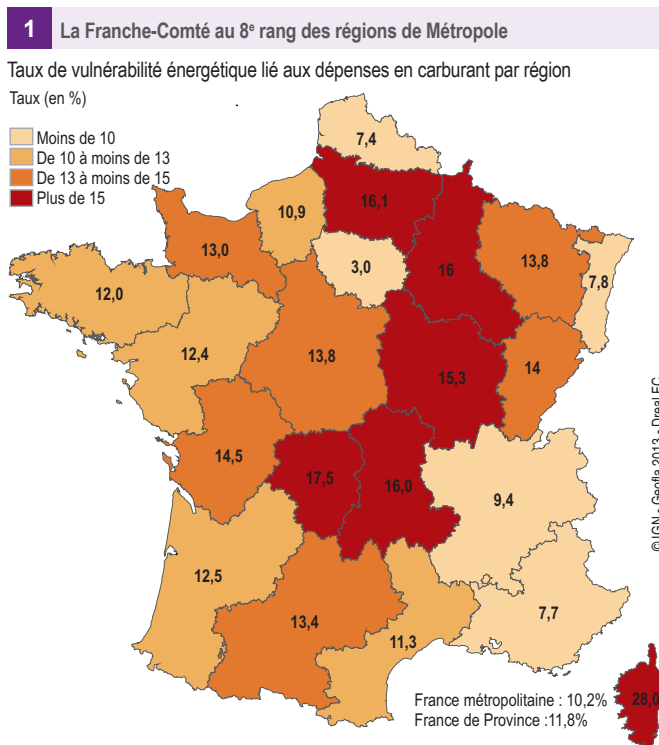 1 La Franche-Comté au 8e rang des régions de Métropole
Taux de vulnérabilité énergétique lié aux dépenses en carburant par région
Taux (en %)
Moins de 10
De 10 à moins de 13
De 13 à moins de 15
Plus de 15
7,4
16,1
10,9
13,0
3,0
16
13,8
7,8
12,0
12,4
13,8
15,3
14
14,5
17,5
16,0
9,4
12,5
13,4
11,3
7,7
28,0
France métropolitaine : 10,2%
France de Province :11,8%
©IGN - Geofla 2013 - Dreal FC